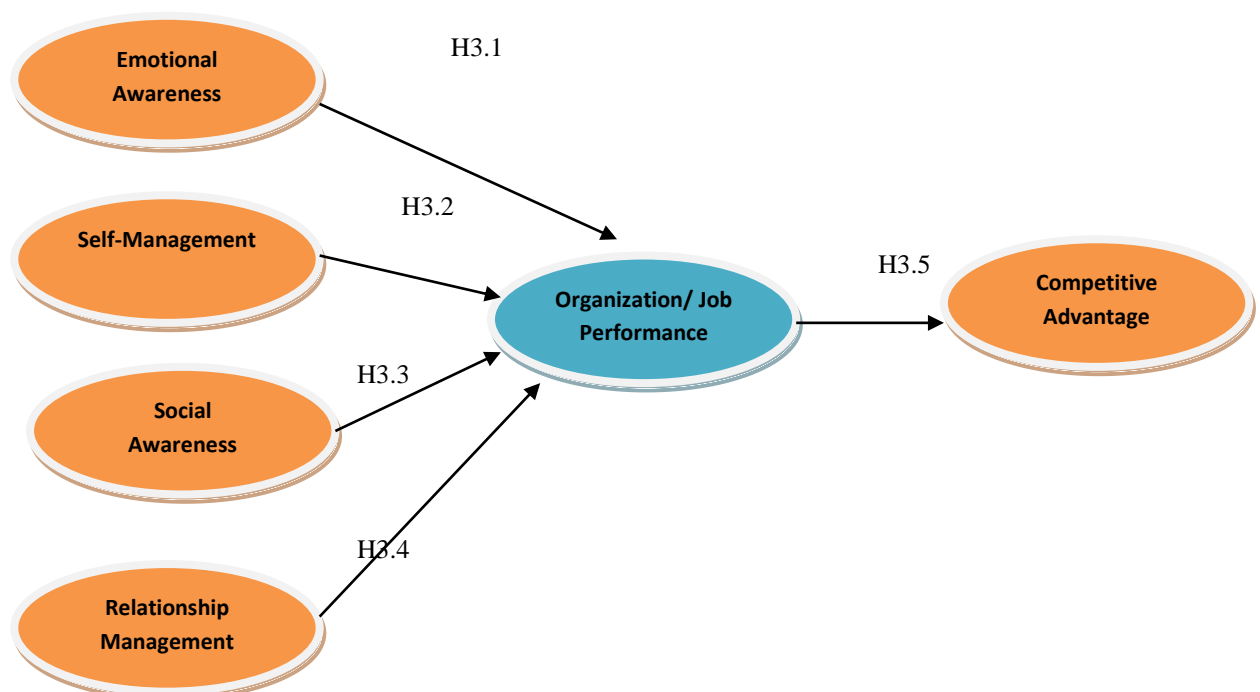 Emotional
Awareness
H3.1
Self-Management
H3.2
Social
Awareness
H3.3
Relationship
Management
H3.4
Organization/ Job
Performance
H3.5
Competitive
Advantage